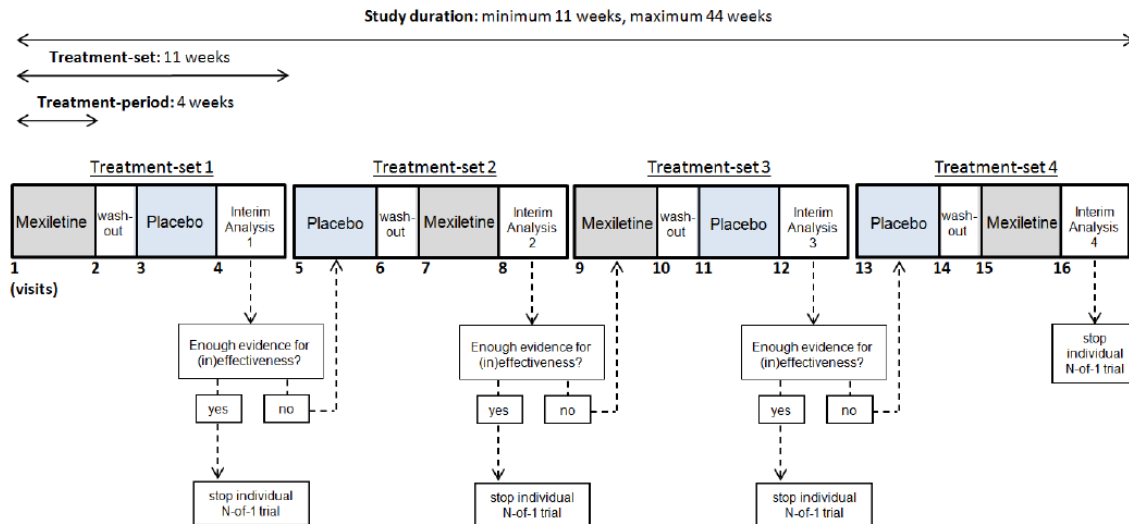 Study duration: minimum 11 weeks, maximum 44 weeks
Treatment-set: 11 weeks
Treatment-period: 4 weeks
Treatment-set 1
Treatment-set 2
Treatment-set 3
Treatment-set 4
Mexiletine
wash-
out
Placebo
Interim
Analysis
1
Placebo
wash-
out
Mexiletine
Interim
Analysis
2
Mexiletine
wash-
out
Placebo
Interim
Analysis
3
Placebo
wash-
out
Mexiletine
Interim
Analysis
4
1 2 3 4 5 6 7 8 9 10 11 12 13 14 15 16
(visits)
Enough evidence for
(in)effectiveness?
yes
no
stop individual
N-of-1 trial
Enough evidence for
(in)effectiveness?
yes
no
stop individual
N-of-1 trial
Enough evidence for
(in)effectiveness?
yes
no
stop individual
N-of-1 trial
stop
individual
N-of-1 trial